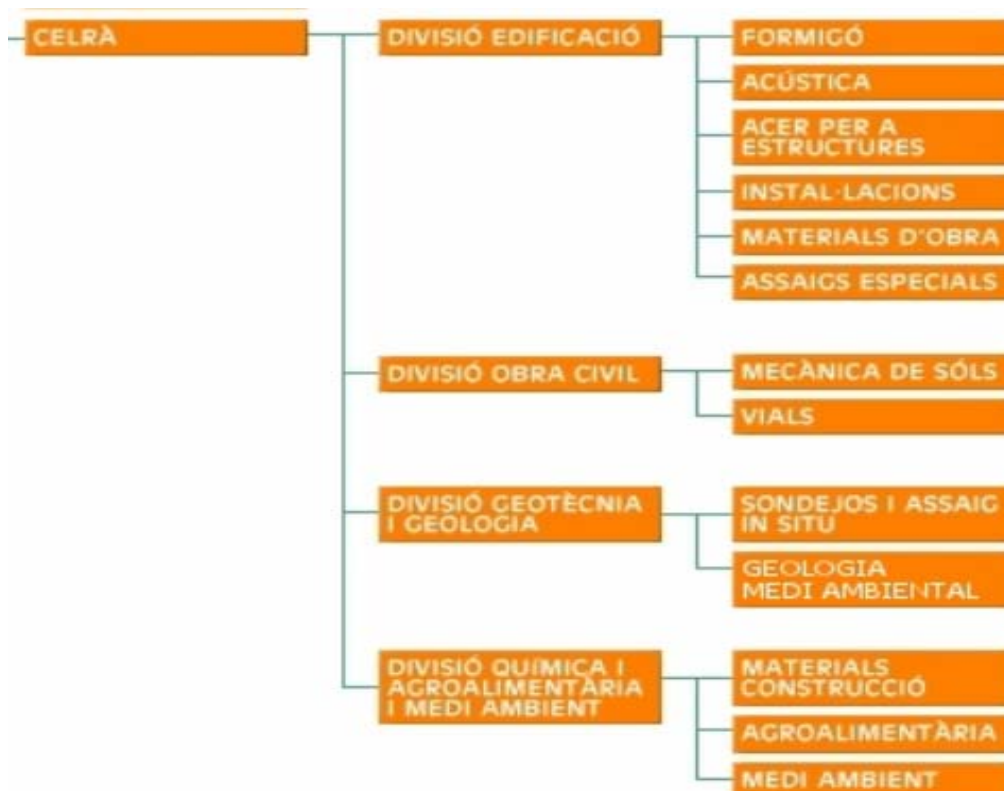 CELRÀ
DIVISIÓ EDIFICACIÓ
FORMIGÓ
ACÚSTICA
ACER PER A
ESTRUCTURES
INSTAL·LACIONS
MATERIALS D'OBRA
ASSAIGS ESPECIALS
DIVISIÓ OBRA CIVIL
MECÀNICA DE SÓLS
VIALS
DIVISIÓ GEOTÈCNIA
I GEOLOGIA
SONDEJOS I ASSAIG
IN SITU
GEOLOGIA
MEDI AMBIENTAL
DIVISIÓ QUÍMICA I
AGROALIMENTÀRIA
I MEDI AMBIENT
MATERIALS
CONSTRUCCIÓ
AGROALIMENTÀRIA
MEDI AMBIENT